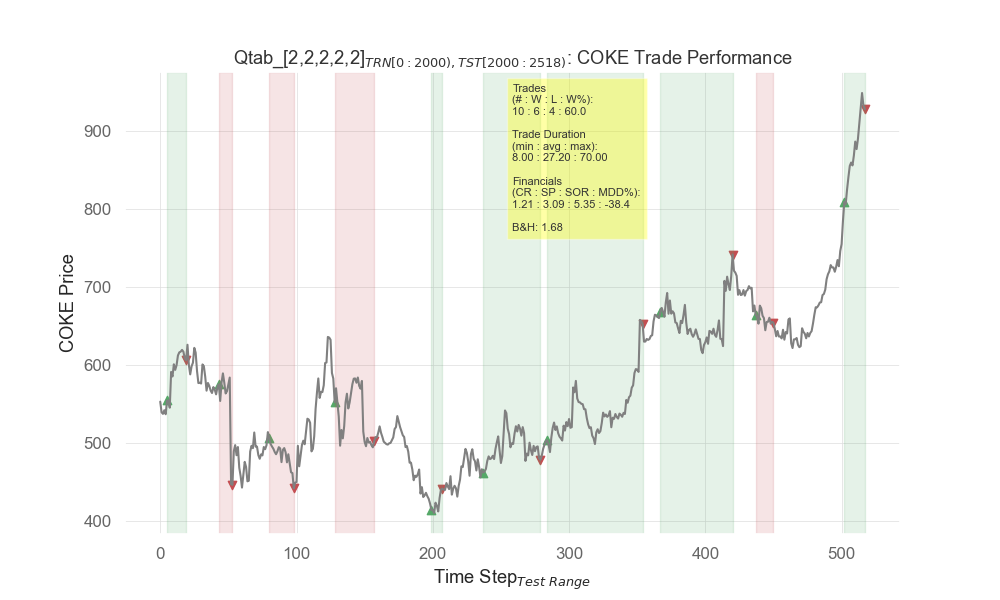 Qtab_[2,2,2,2,2]TRN[0 : 2000), TST[2000 : 2518): COKE Trade Performance
Trades
(# : W : L : W%):
10 : 6 : 4 : 60.0
Trade Duration
(min : avg : max):
8.00 : 27.20 : 70.00
Financials
(CR : SP : SOR : MDD%):
1.21 : 3.09 : 5.35 : -38.4
B&H: 1.68
COKE Price
900
800
700
600
500
400
0 100 200 300 400 500
Time StepTest Range